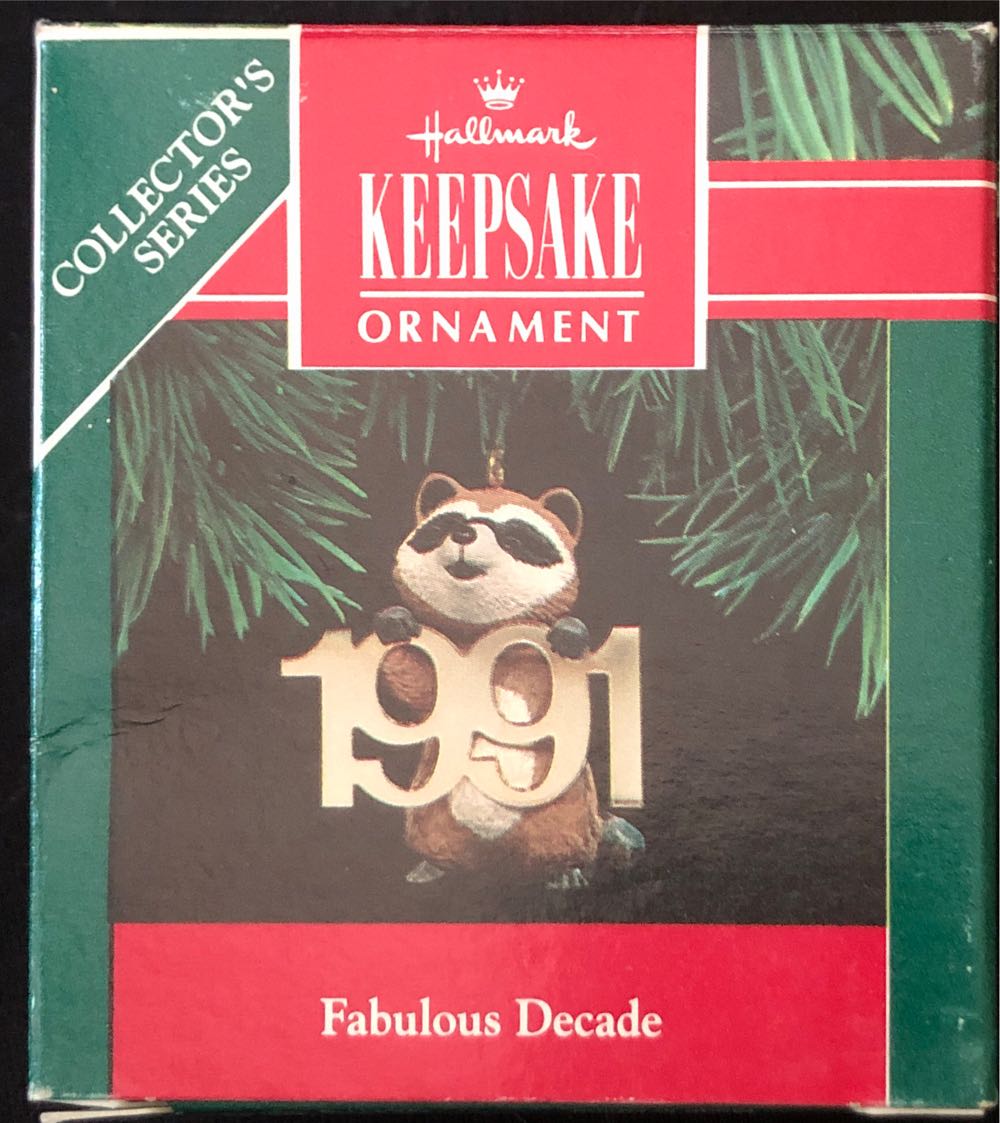 COLLECTOR'S
SERIES
Hallmark
KEEPSAKE
ORNAMENT
1991
Fabulous Decade